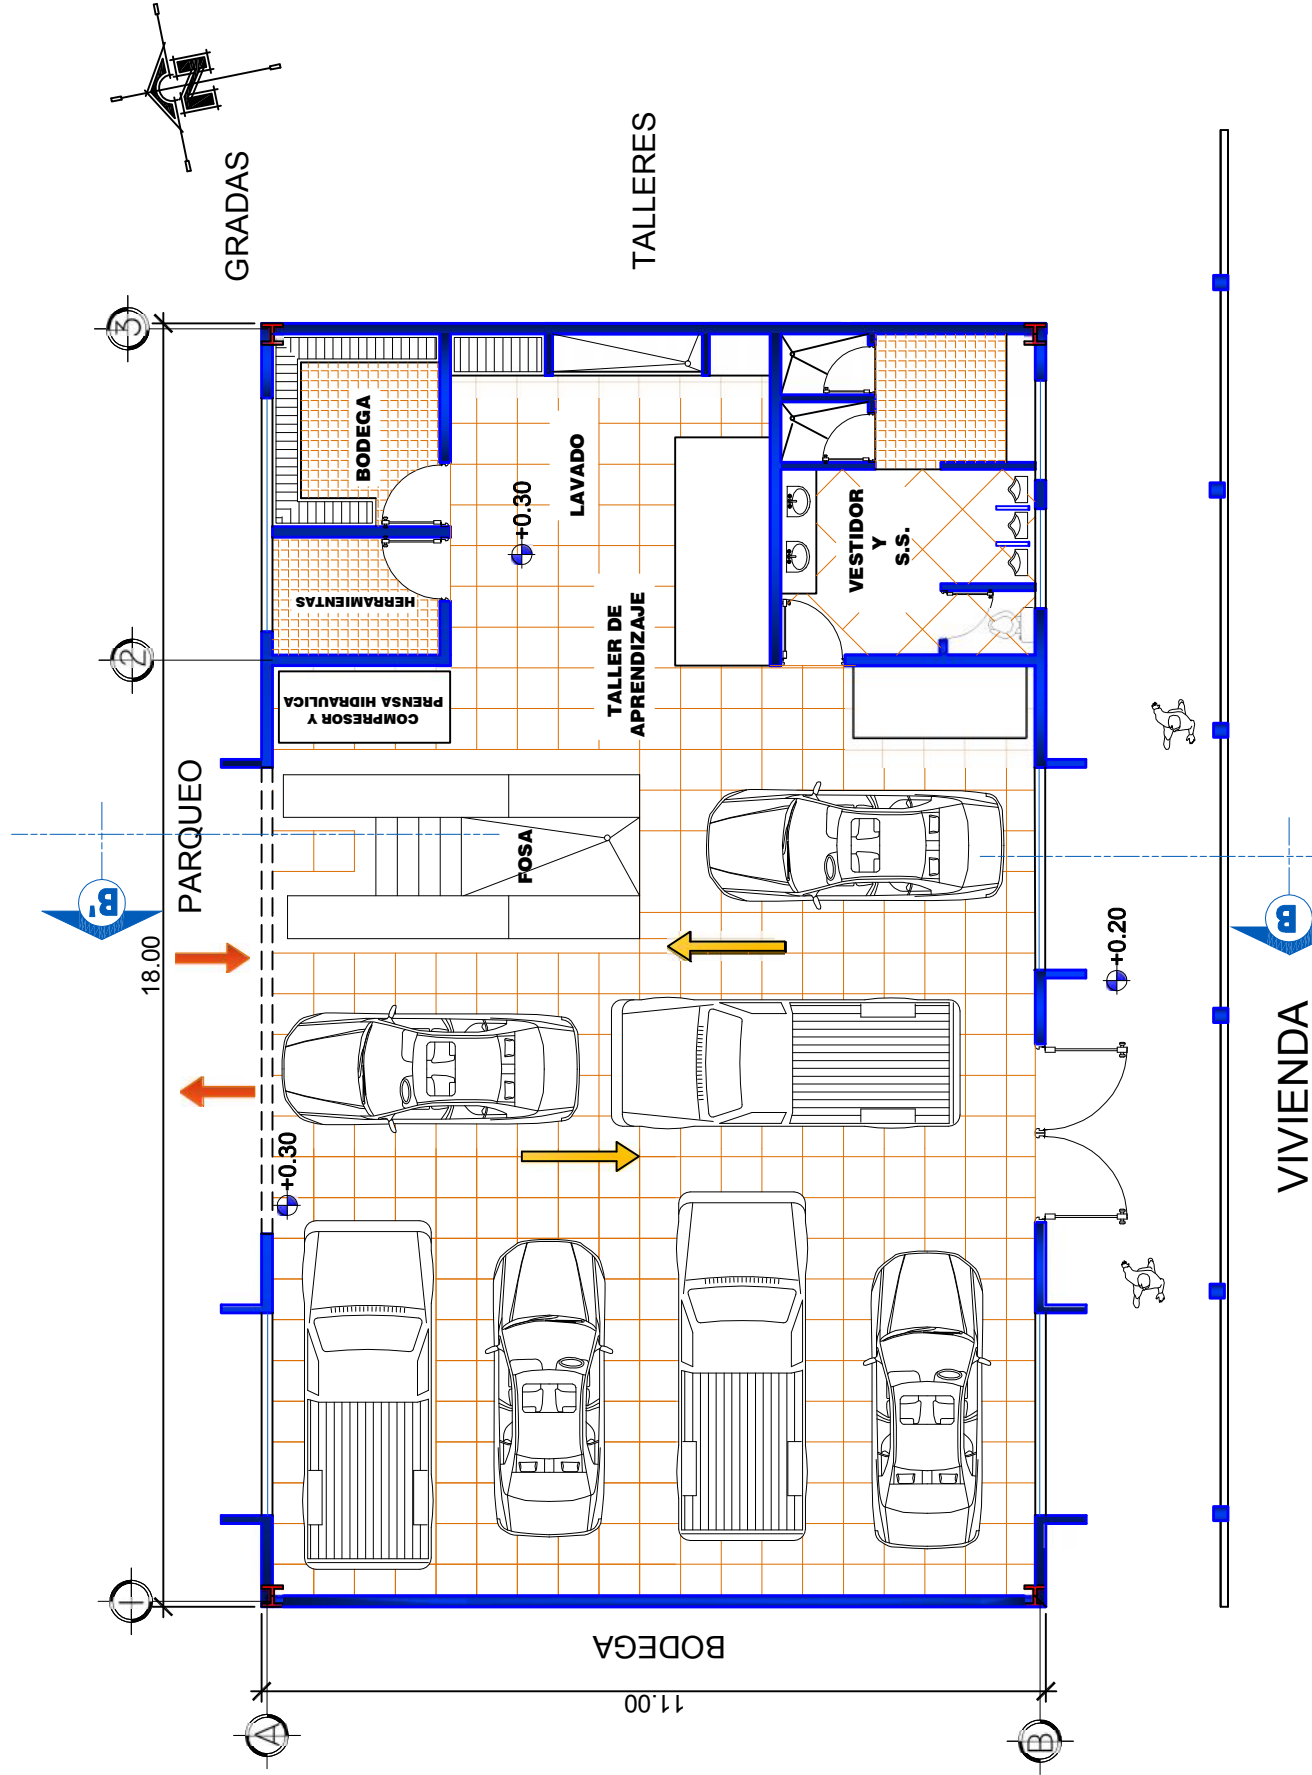 N
GRADAS
TALLERES
3
BODEGA
LAVADO
+0.30
HERRAMIENTAS
VESTIDOR
Y
S.S.
2
COMPRESOR Y
PRENSA HIDRAULICA
TALLER DE
APRENDIZAJE
PARQUEO
FOSA
B'
B
18.00
+0.20
+0.30
VIVIENDA
1
BODEGA
11.00
A
B